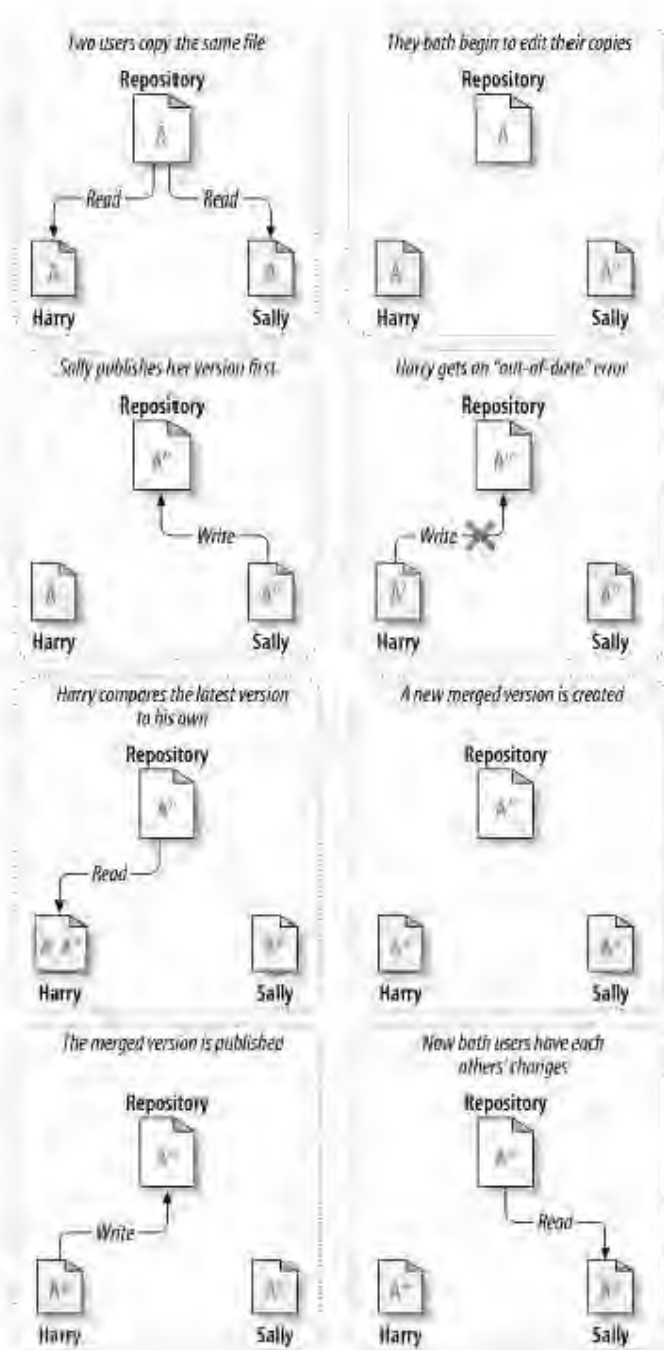 Two users copy the same file
Repository
A
Read
Read
A
A
Harry
Sally
They both begin to edit their copies
Repository
A
Harry
Sally
Sally publishes her version first
Repository
A"
Write
Harry
Sally
Harry gets an "out-of-date" error
Repository
A"
Write
Harry
Sally
Harry compares the latest version
to his own
Repository
Read
Harry
Sally
A new merged version is created
Repository
Harry
Sally
The merged version is published
Repository
Write
Harry
Sally
Now both users have each
others' changes
Repository
Read
Harry
Sally